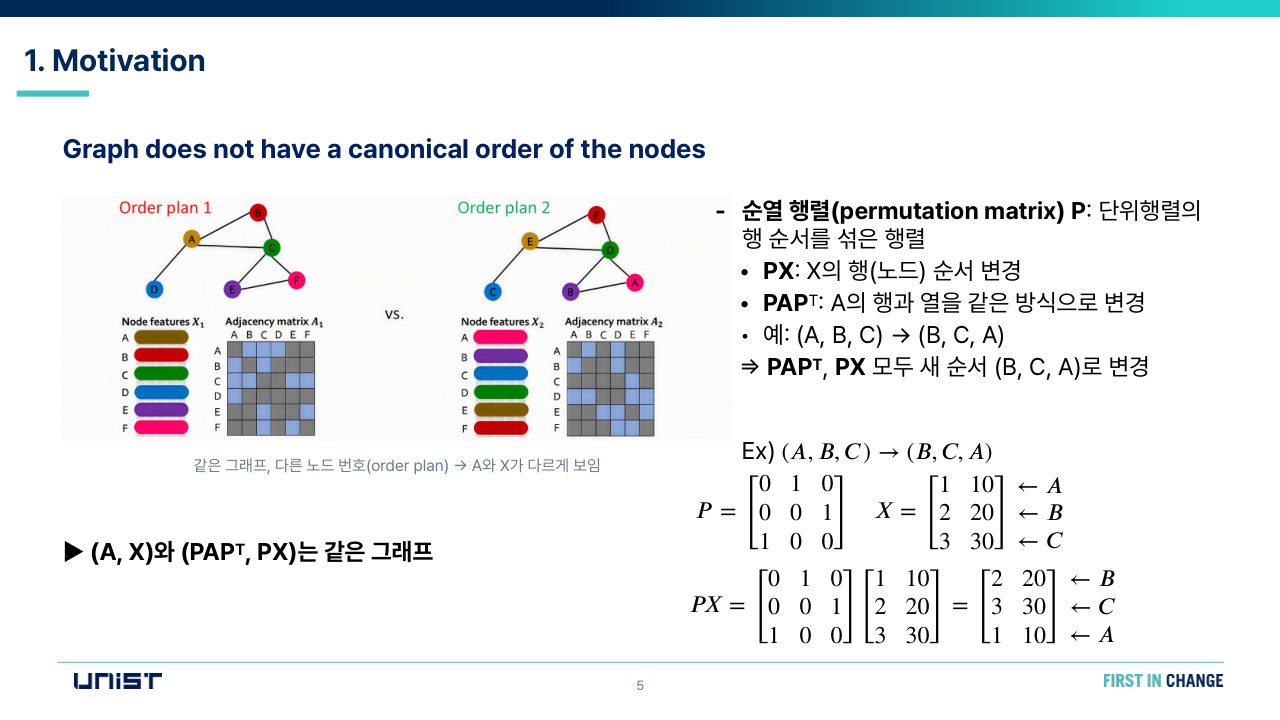 1. Motivation
Graph does not have a canonical order of the nodes
Order plan 1
B
A
C
D
E
F
Node features X₁
A
B
C
D
E
F
Adjacency matrix A₁
A B C D E F
A
B
C
D
E
F
vs.
Order plan 2
F
E
D
C
B
A
Node features X₂
A
B
C
D
E
F
Adjacency matrix A₂
A B C D E F
A
B
C
D
E
F
같은 그래프, 다른 노드 번호(order plan) → A와 X가 다르게 보임
▶ (A, X)와 (PAPᵀ, PX)는 같은 그래프
- 순열 행렬(permutation matrix) P: 단위행렬의
행 순서를 섞은 행렬
• PX: X의 행(노드) 순서 변경
• PAPᵀ: A의 행과 열을 같은 방식으로 변경
• 예: (A, B, C) → (B, C, A)
⇒ PAPᵀ, PX 모두 새 순서 (B, C, A)로 변경
Ex) (A, B, C) → (B, C, A)
0 1 0 1 10 ← A
P = 0 0 1 X = 2 20 ← B
1 0 0 3 30 ← C
0 1 0 1 10 2 20 ← B
PX = 0 0 1 2 20 = 3 30 ← C
1 0 0 3 30 1 10 ← A
UNIST
5
FIRST IN CHANGE